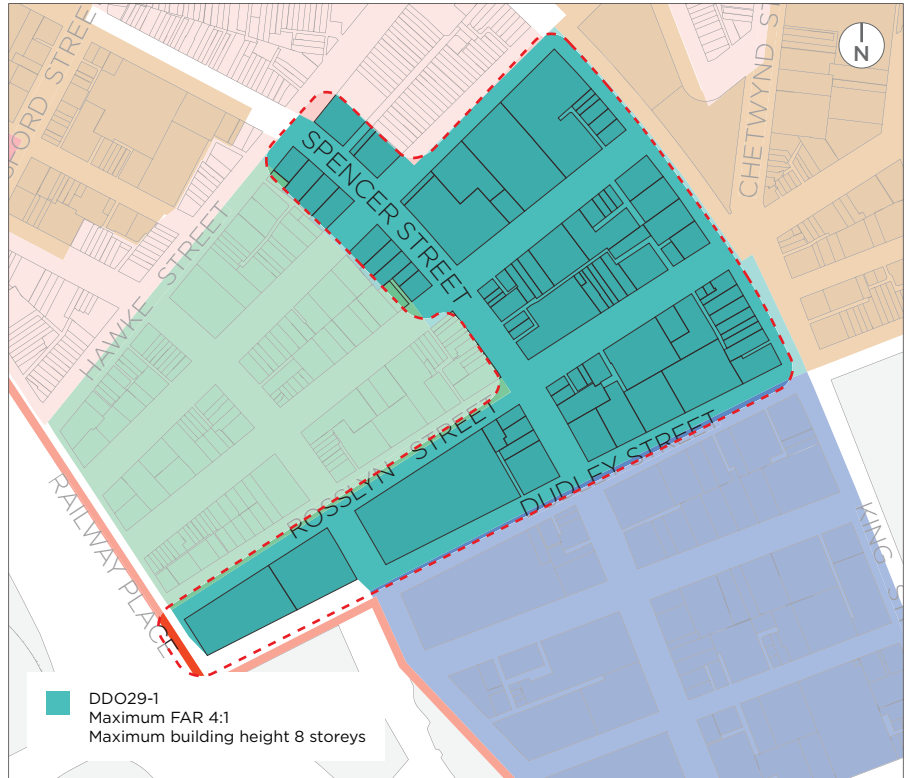 CHETWYND ST
N
SPENCER STREET
HAWKE STREET
ROSSLYN STREET
DUDLEY STREET
RAILWAY PLACE
KING
DDO29-1
Maximum FAR 4:1
Maximum building height 8 storeys